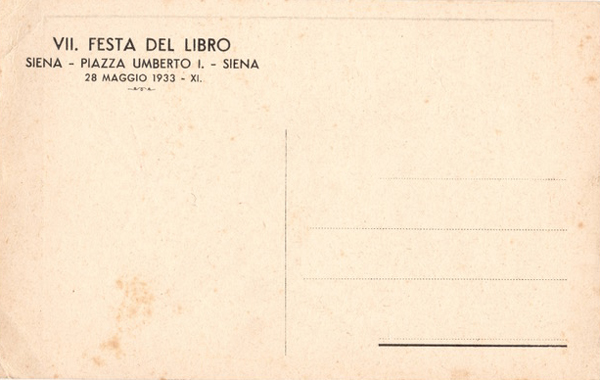 VII. FESTA DEL LIBRO
SIENA - PIAZZA UMBERTO I. - SIENA
28 MAGGIO 1933 - XI.